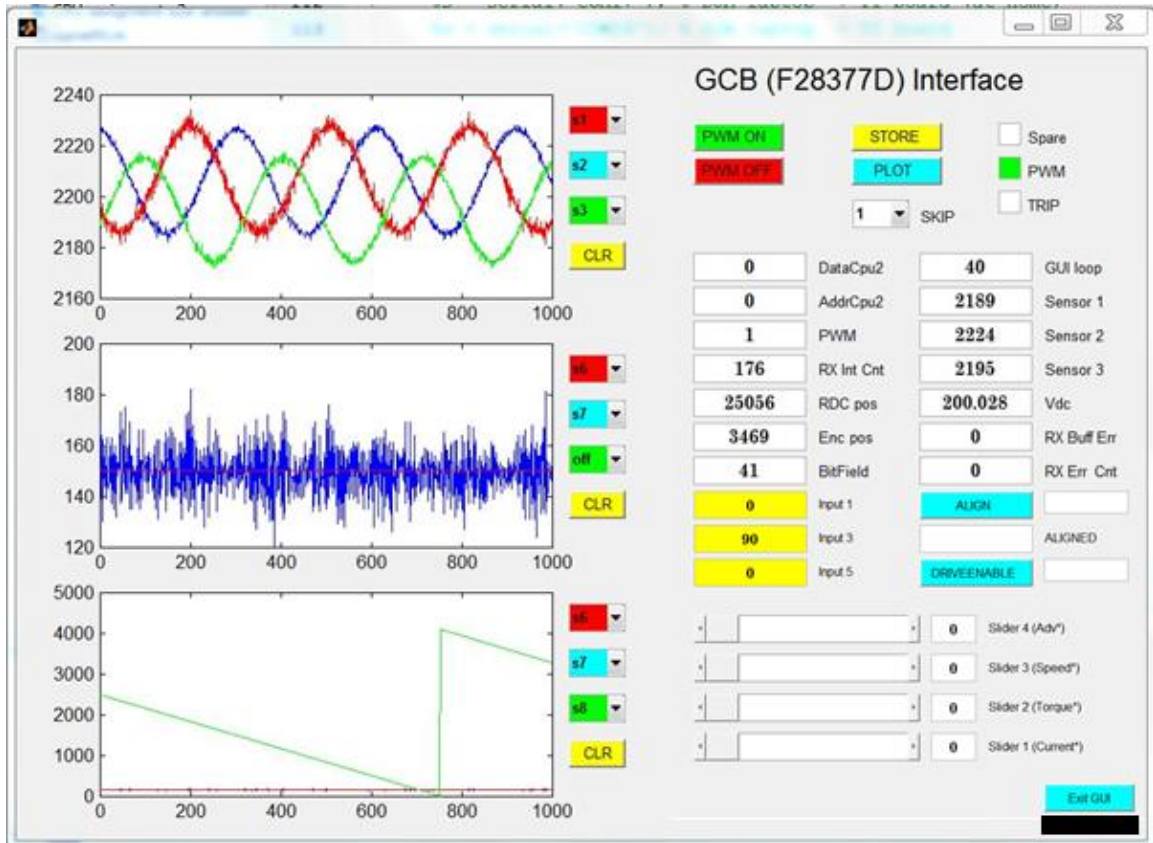 GCB (F28377D) Interface
2240
2220
2200
2180
2160
0 200 400 600 800 1000
s1
s2
s3
CLR
200
180
160
140
120
0 200 400 600 800 1000
s6
s7
off
CLR
5000
4000
3000
2000
1000
0
0 200 400 600 800 1000
s6
s7
s8
CLR
PWM ON STORE Spare
PWM OFF PLOT PWM
1 SKIP TRIP
0 DataCpu2 40 GUI loop
0 AddrCpu2 2189 Sensor 1
1 PWM 2224 Sensor 2
176 RX Int Cnt 2195 Sensor 3
25056 RDC pos 200.028 Vdc
3469 Enc pos 0 RX Buff Err
41 BitField 0 RX Err Cnt
0 Input 1 ALIGN
90 Input 3 ALIGNED
0 Input 5 DRIVEENABLE
0 Slider 4 (Adv*)
0 Slider 3 (Speed*)
0 Slider 2 (Torque*)
0 Slider 1 (Current*)
Exit GUI